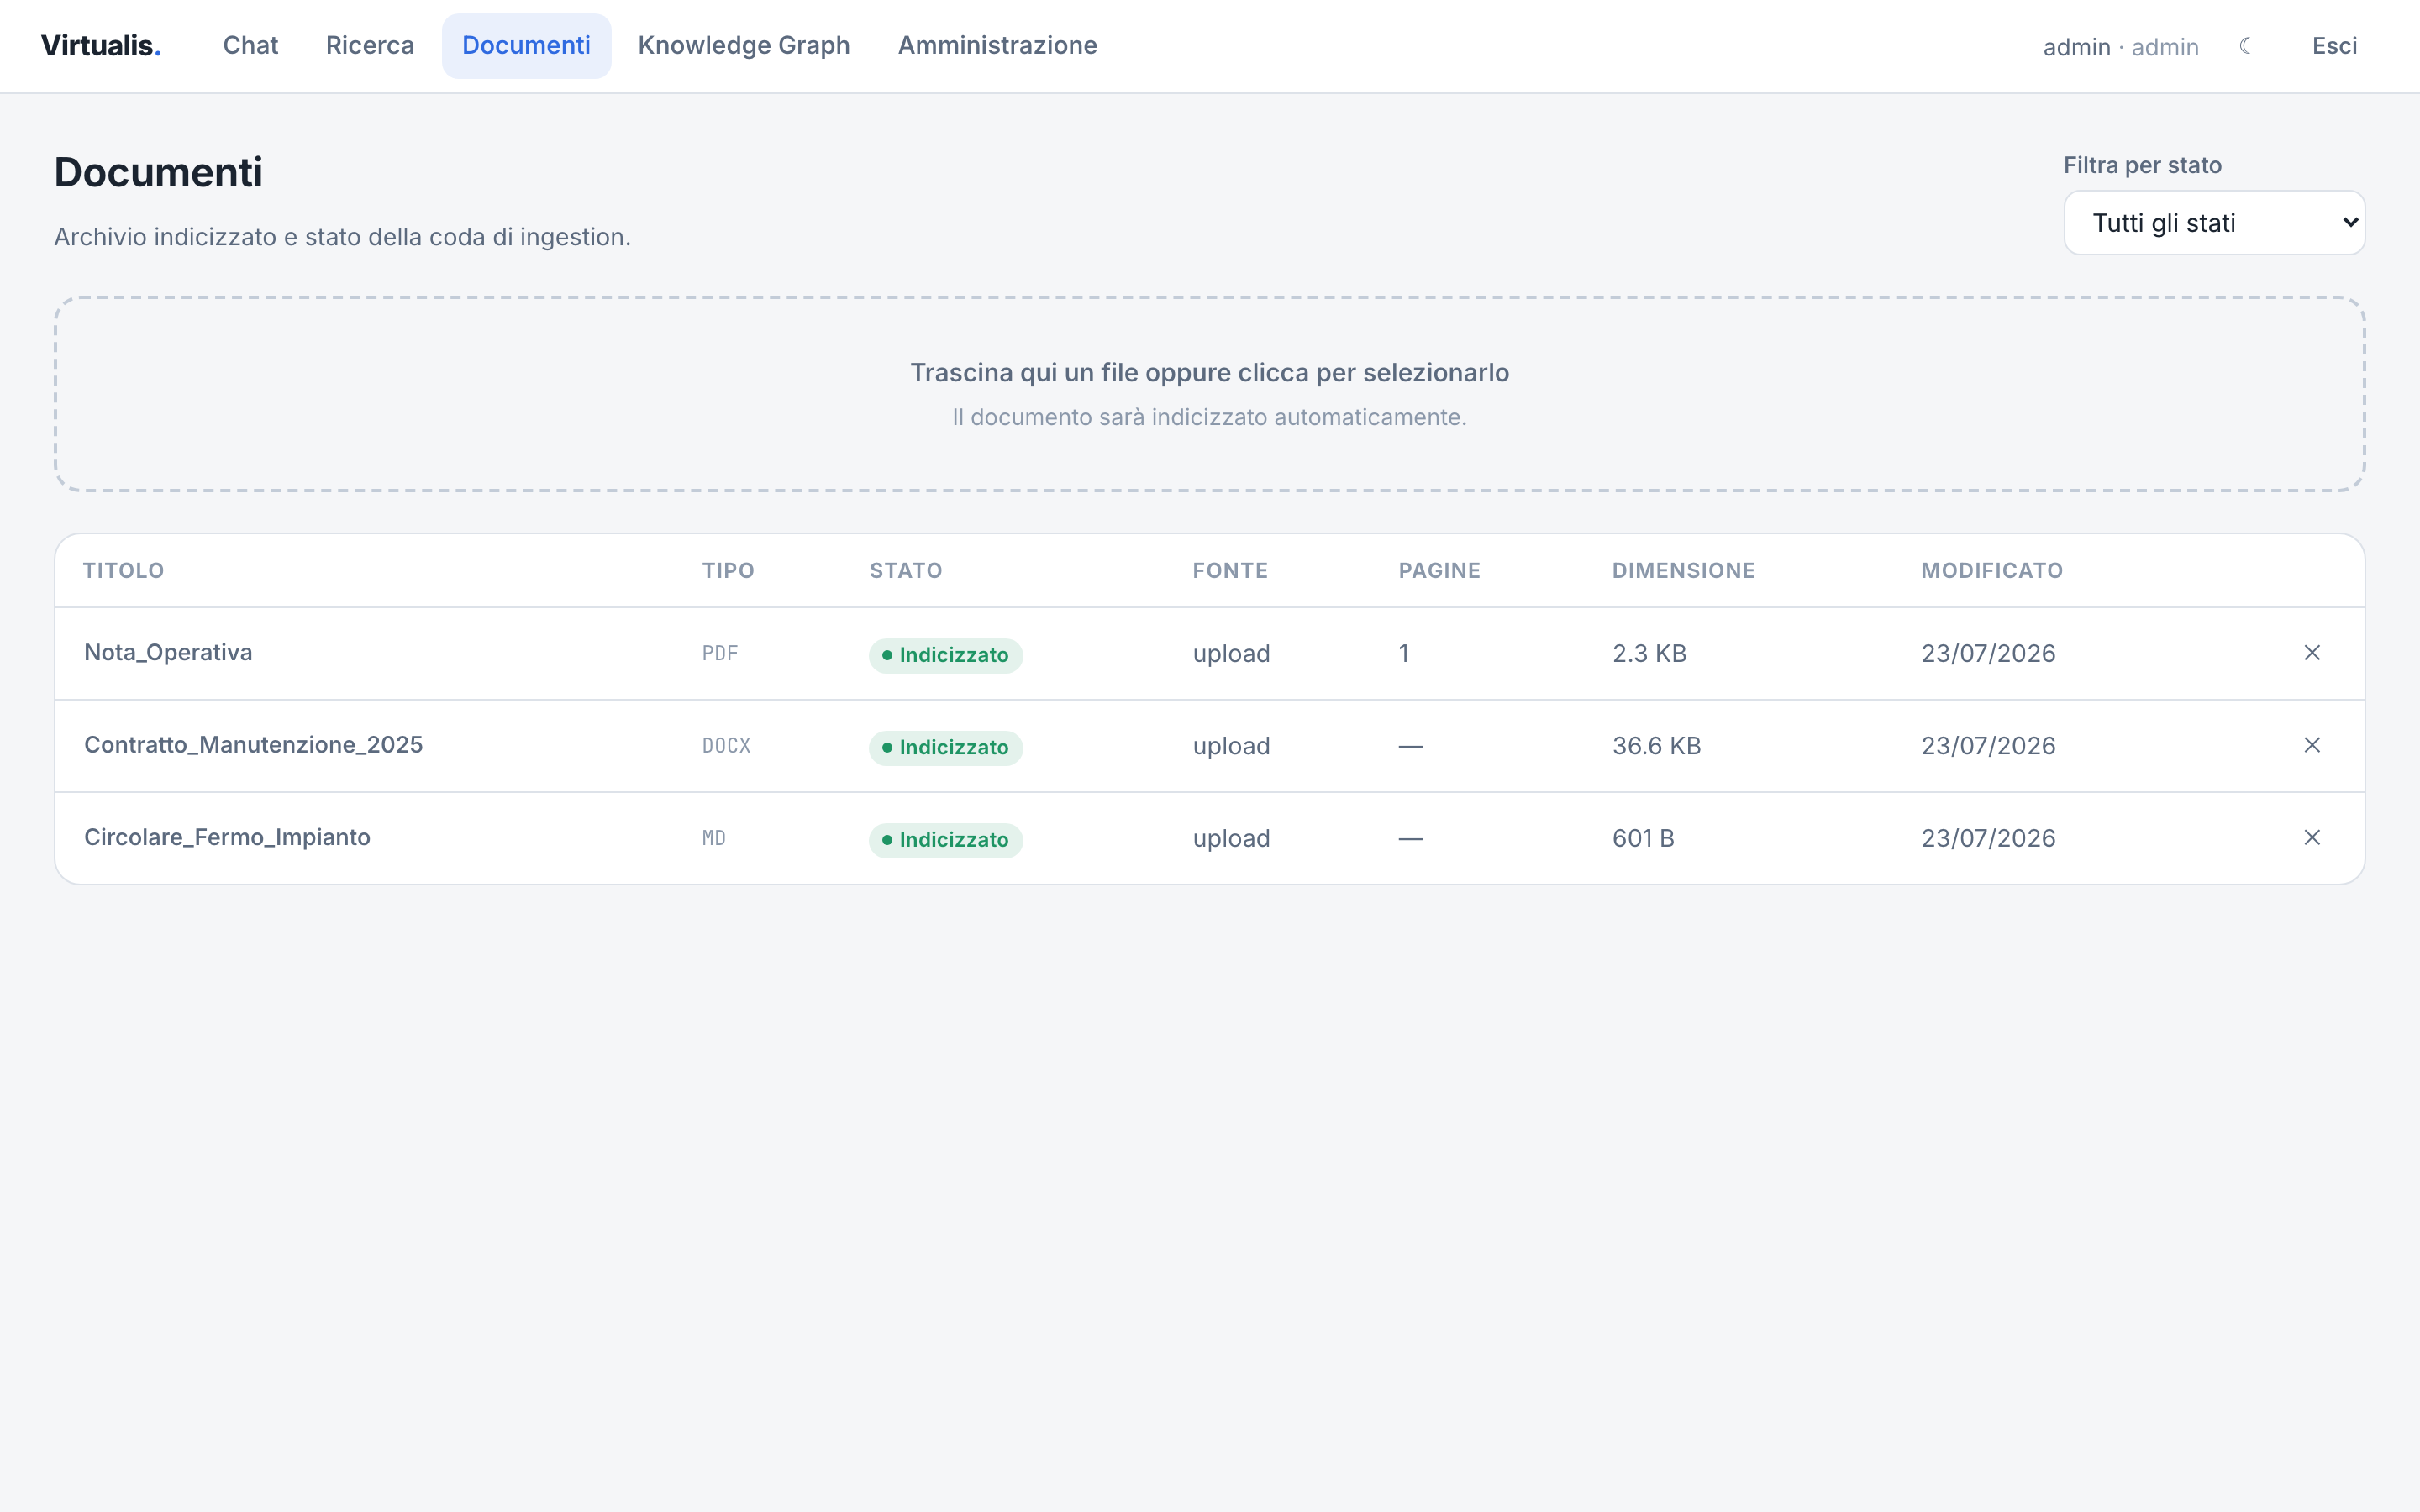 Virtualis. Chat Ricerca Documenti Knowledge Graph Amministrazione admin · admin ☾ Esci
Documenti
Filtra per stato
Archivio indicizzato e stato della coda di ingestion.
Tutti gli stati
Trascina qui un file oppure clicca per selezionarlo
Il documento sarà indicizzato automaticamente.
TITOLO TIPO STATO FONTE PAGINE DIMENSIONE MODIFICATO
Nota_Operativa PDF Indicizzato upload 1 2.3 KB 23/07/2026 ×
Contratto_Manutenzione_2025 DOCX Indicizzato upload — 36.6 KB 23/07/2026 ×
Circolare_Fermo_Impianto MD Indicizzato upload — 601 B 23/07/2026 ×